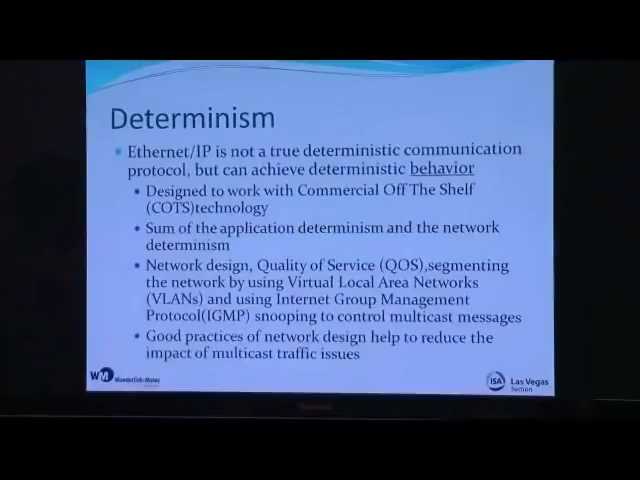 Determinism
Ethernet/IP is not a true deterministic communication
protocol, but can achieve deterministic behavior
Designed to work with Commercial Off The Shelf
(COTS)technology
Sum of the application determinism and the network
determinism
Network design, Quality of Service (QOS),segmenting
the network by using Virtual Local Area Networks
(VLANs) and using Internet Group Management
Protocol(IGMP) snooping to control multicast messages
Good practices of network design help to reduce the
impact of multicast traffic issues
WM
ISA Las Vegas
Section